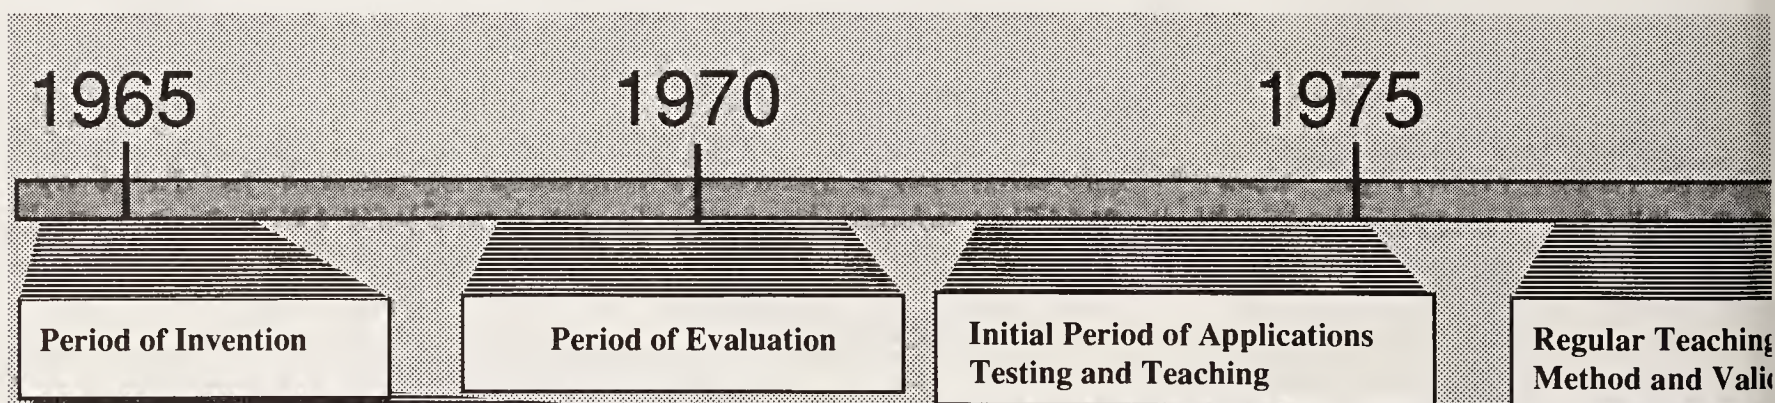 1965
1970
1975
Period of Invention
Period of Evaluation
Initial Period of Applications
Testing and Teaching
Regular Teaching
Method and